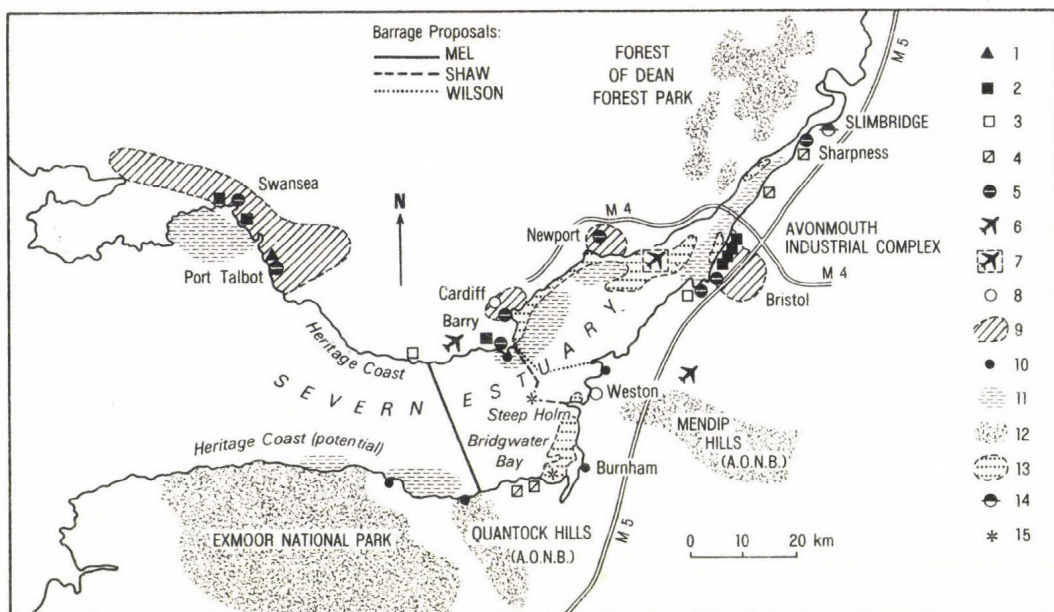 Barrage Proposals:
MEL
SHAW
WILSON
FOREST
OF DEAN
FOREST PARK
M 5
SLIMBRIDGE
Sharpness
Swansea
N
M 4
Newport
AVONMOUTH
INDUSTRIAL COMPLEX
M 4
Port Talbot
Bristol
Cardiff
Barry
Heritage Coast
SEVERN ESTUARY
Steep Holm
Weston
MENDIP
HILLS
(A.O.N.B.)
Heritage Coast (potential)
Bridgwater
Bay
Burnham
M 5
EXMOOR NATIONAL PARK
QUANTOCK HILLS
(A.O.N.B.)
0 10 20 km
1
2
3
4
5
6
7
8
9
10
11
12
13
14
15